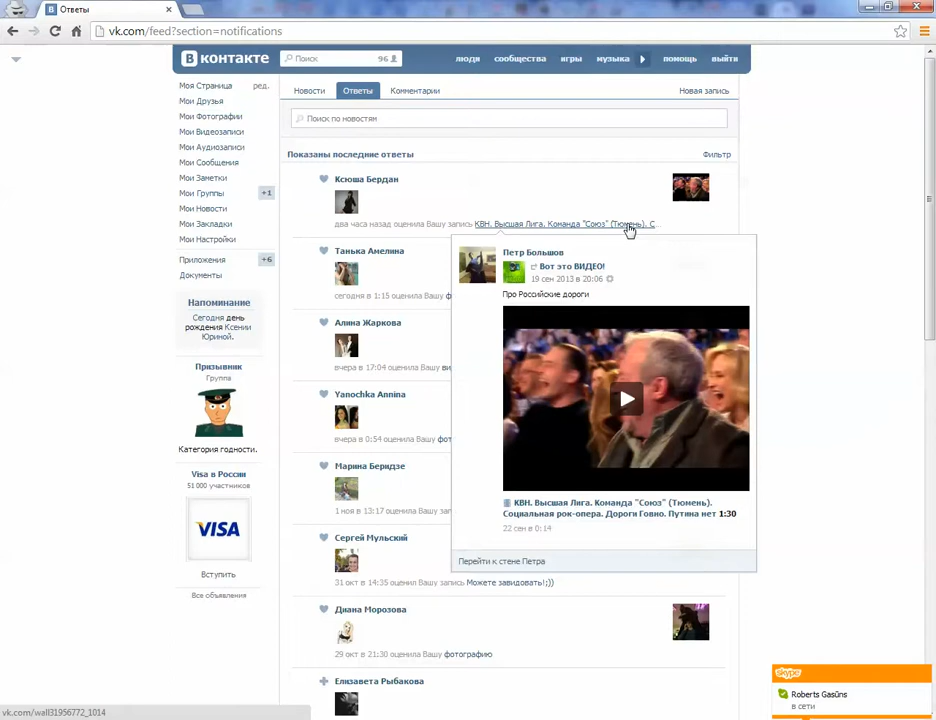 Ответы
vk.com/feed?section=notifications
В контакте
Поиск
96
люди
сообщества
игры
музыка
помощь
выйти
Моя Страница
ред.
Мои Друзья
Мои Фотографии
Мои Видеозаписи
Мои Аудиозаписи
Мои Сообщения
Мои Заметки
Мои Группы
+1
Мои Новости
Мои Закладки
Мои Настройки
Приложения
+6
Документы
Напоминание
Сегодня день
рождения Ксении
Юриной.
Призывник
Группа
Категория годности.
Visa в России
51 000 участников
VISA
Вступить
Все объявления
Новости
Ответы
Комментарии
Новая запись
Поиск по новостям
Показаны последние ответы
Фильтр
Ксюша Бердан
два часа назад оценила Вашу запись КВН. Высшая Лига. Команда "Союз" (Тюмень). С...
Танька Амелина
сегодня в 1:15 оценила Вашу
Алина Жаркова
вчера в 17:04 оценила Вашу
Yanochka Annina
вчера в 0:54 оценила Вашу
Марина Беридзе
1 ноя в 13:17 оценила Вашу
Сергей Мульский
31 окт в 14:35 оценил Вашу запись Можете завидовать!;))
Диана Морозова
29 окт в 21:30 оценила Вашу фотографию
Елизавета Рыбакова
Петр Большов
Вот это ВИДЕО!
19 сен 2013 в 20:06
Про Российские дороги
КВН. Высшая Лига. Команда "Союз" (Тюмень).
Социальная рок-опера. Дороги Говно. Путина нет 1:30
22 сен в 0:14
Перейти к стене Петра
skype
Roberts Gasūns
в сети
vk.com/wall31956772_1014